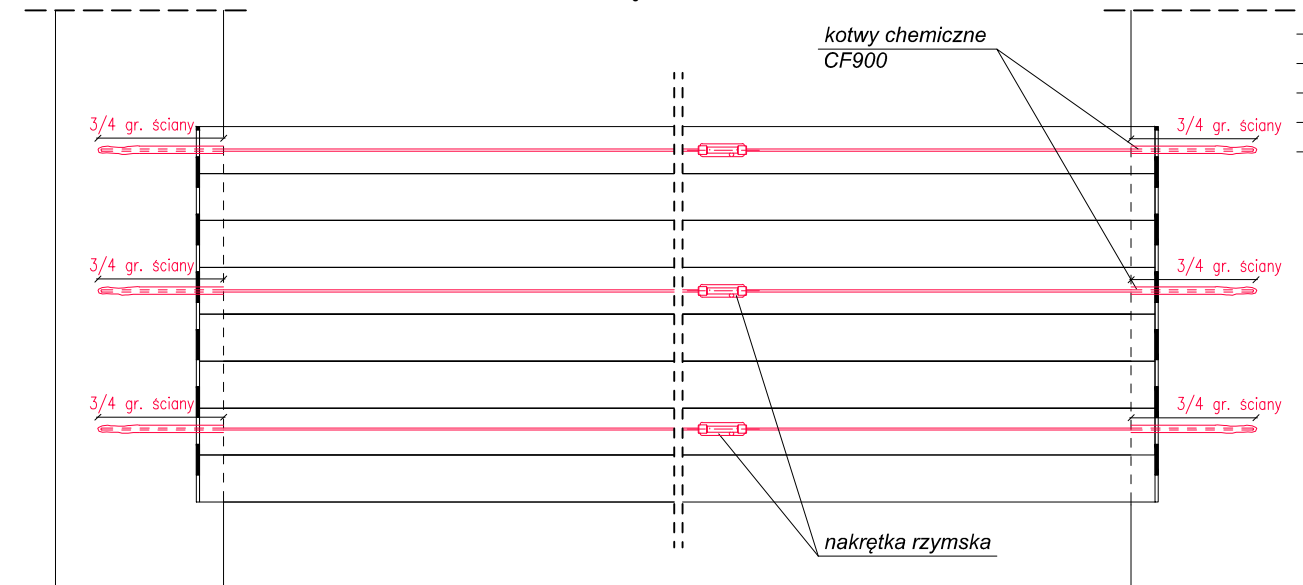 kotwy chemiczne
CF900
3/4 gr. ściany
3/4 gr. ściany
3/4 gr. ściany
3/4 gr. ściany
3/4 gr. ściany
3/4 gr. ściany
nakrętka rzymska